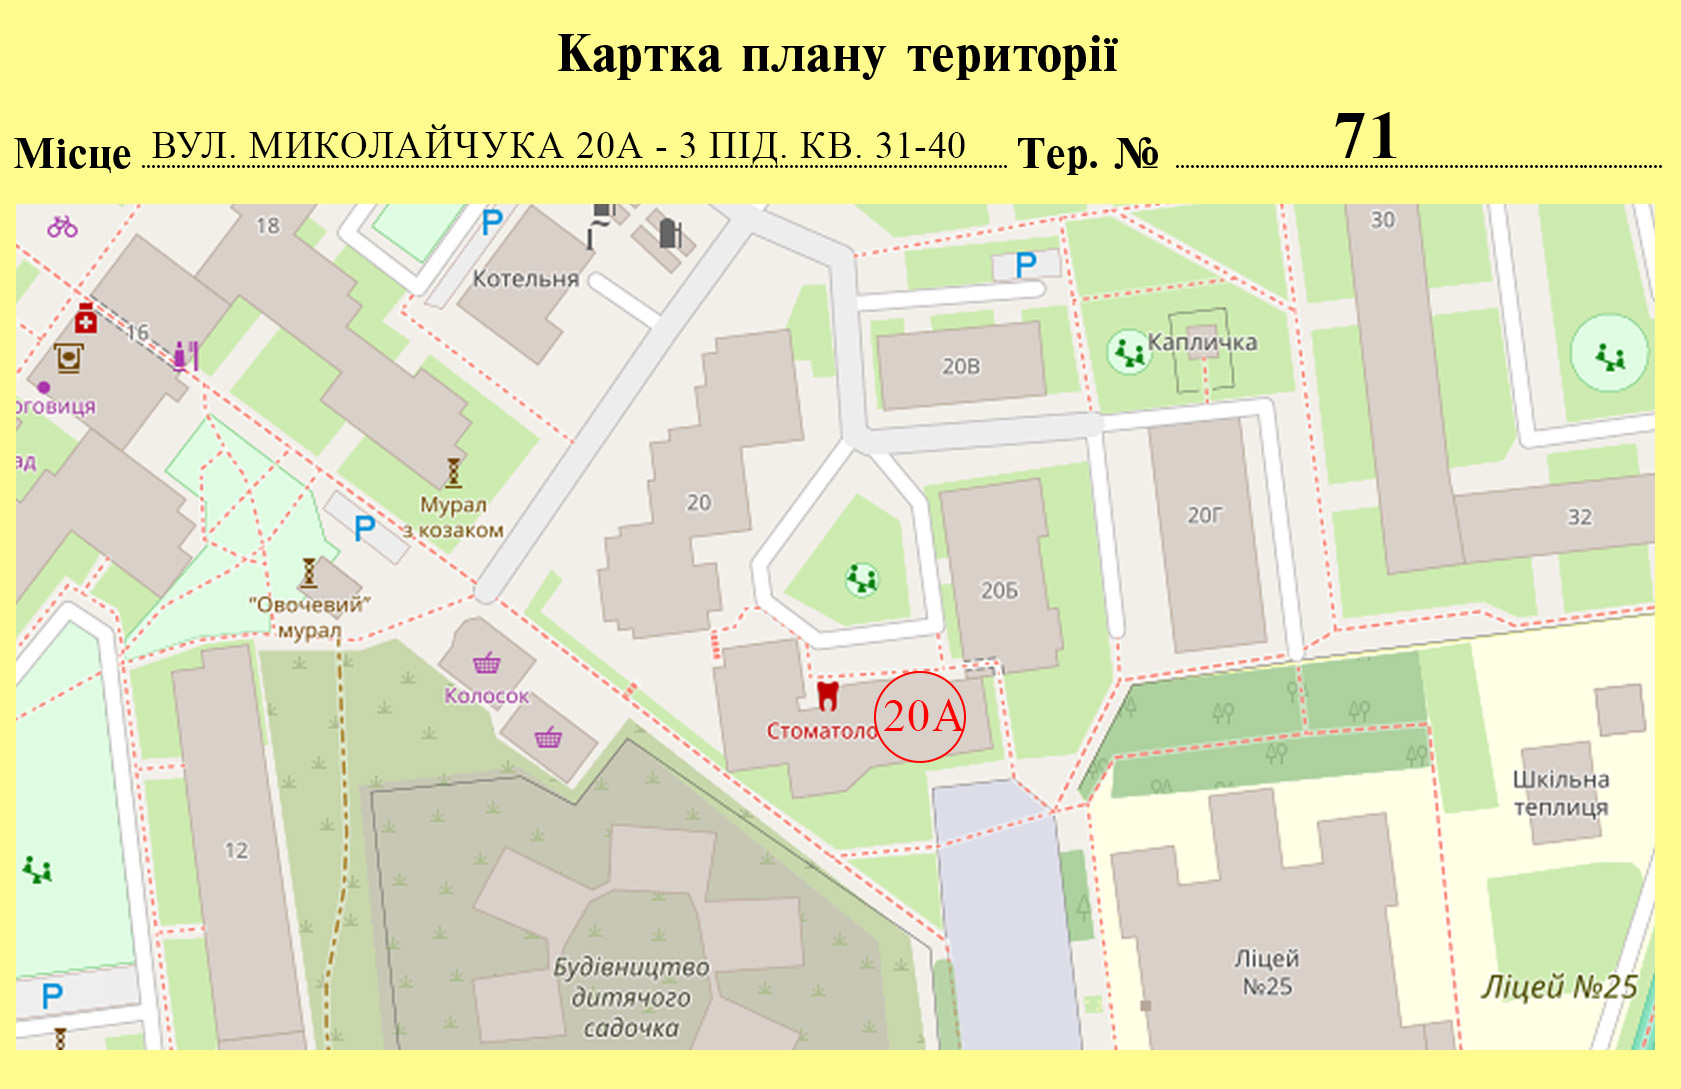 Картка плану території
Місце ВУЛ. МИКОЛАЙЧУКА 20А - 3 ПІД. КВ. 31-40 Тер. № 71
18
30
P
Котельня
P
16
Капличка
20В
оговиця
ад
20
Мурал
з козаком
P
20Г
32
20Б
"Овочевий"
мурал
Колосок
Стоматоло
20А
Шкільна
теплиця
12
Ліцей
№25
Ліцей №25
Будівництво
дитячого
садочка
P